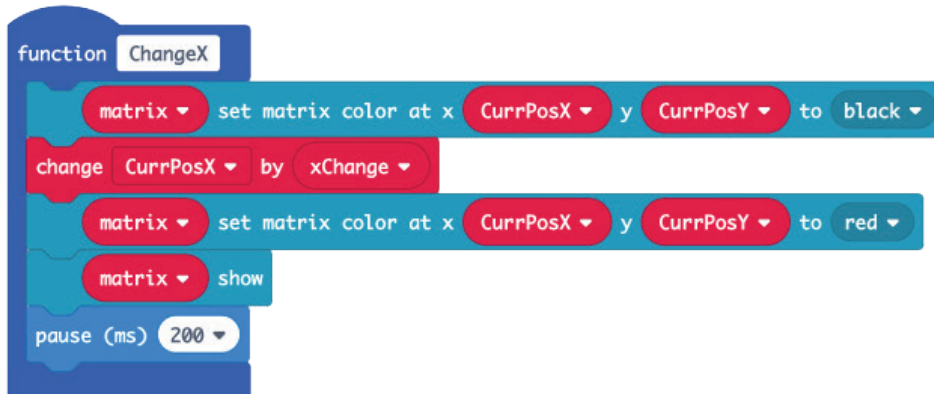 function ChangeX
matrix set matrix color at x CurrPosX y CurrPosY to black
change CurrPosX by xChange
matrix set matrix color at x CurrPosX y CurrPosY to red
matrix show
pause (ms) 200